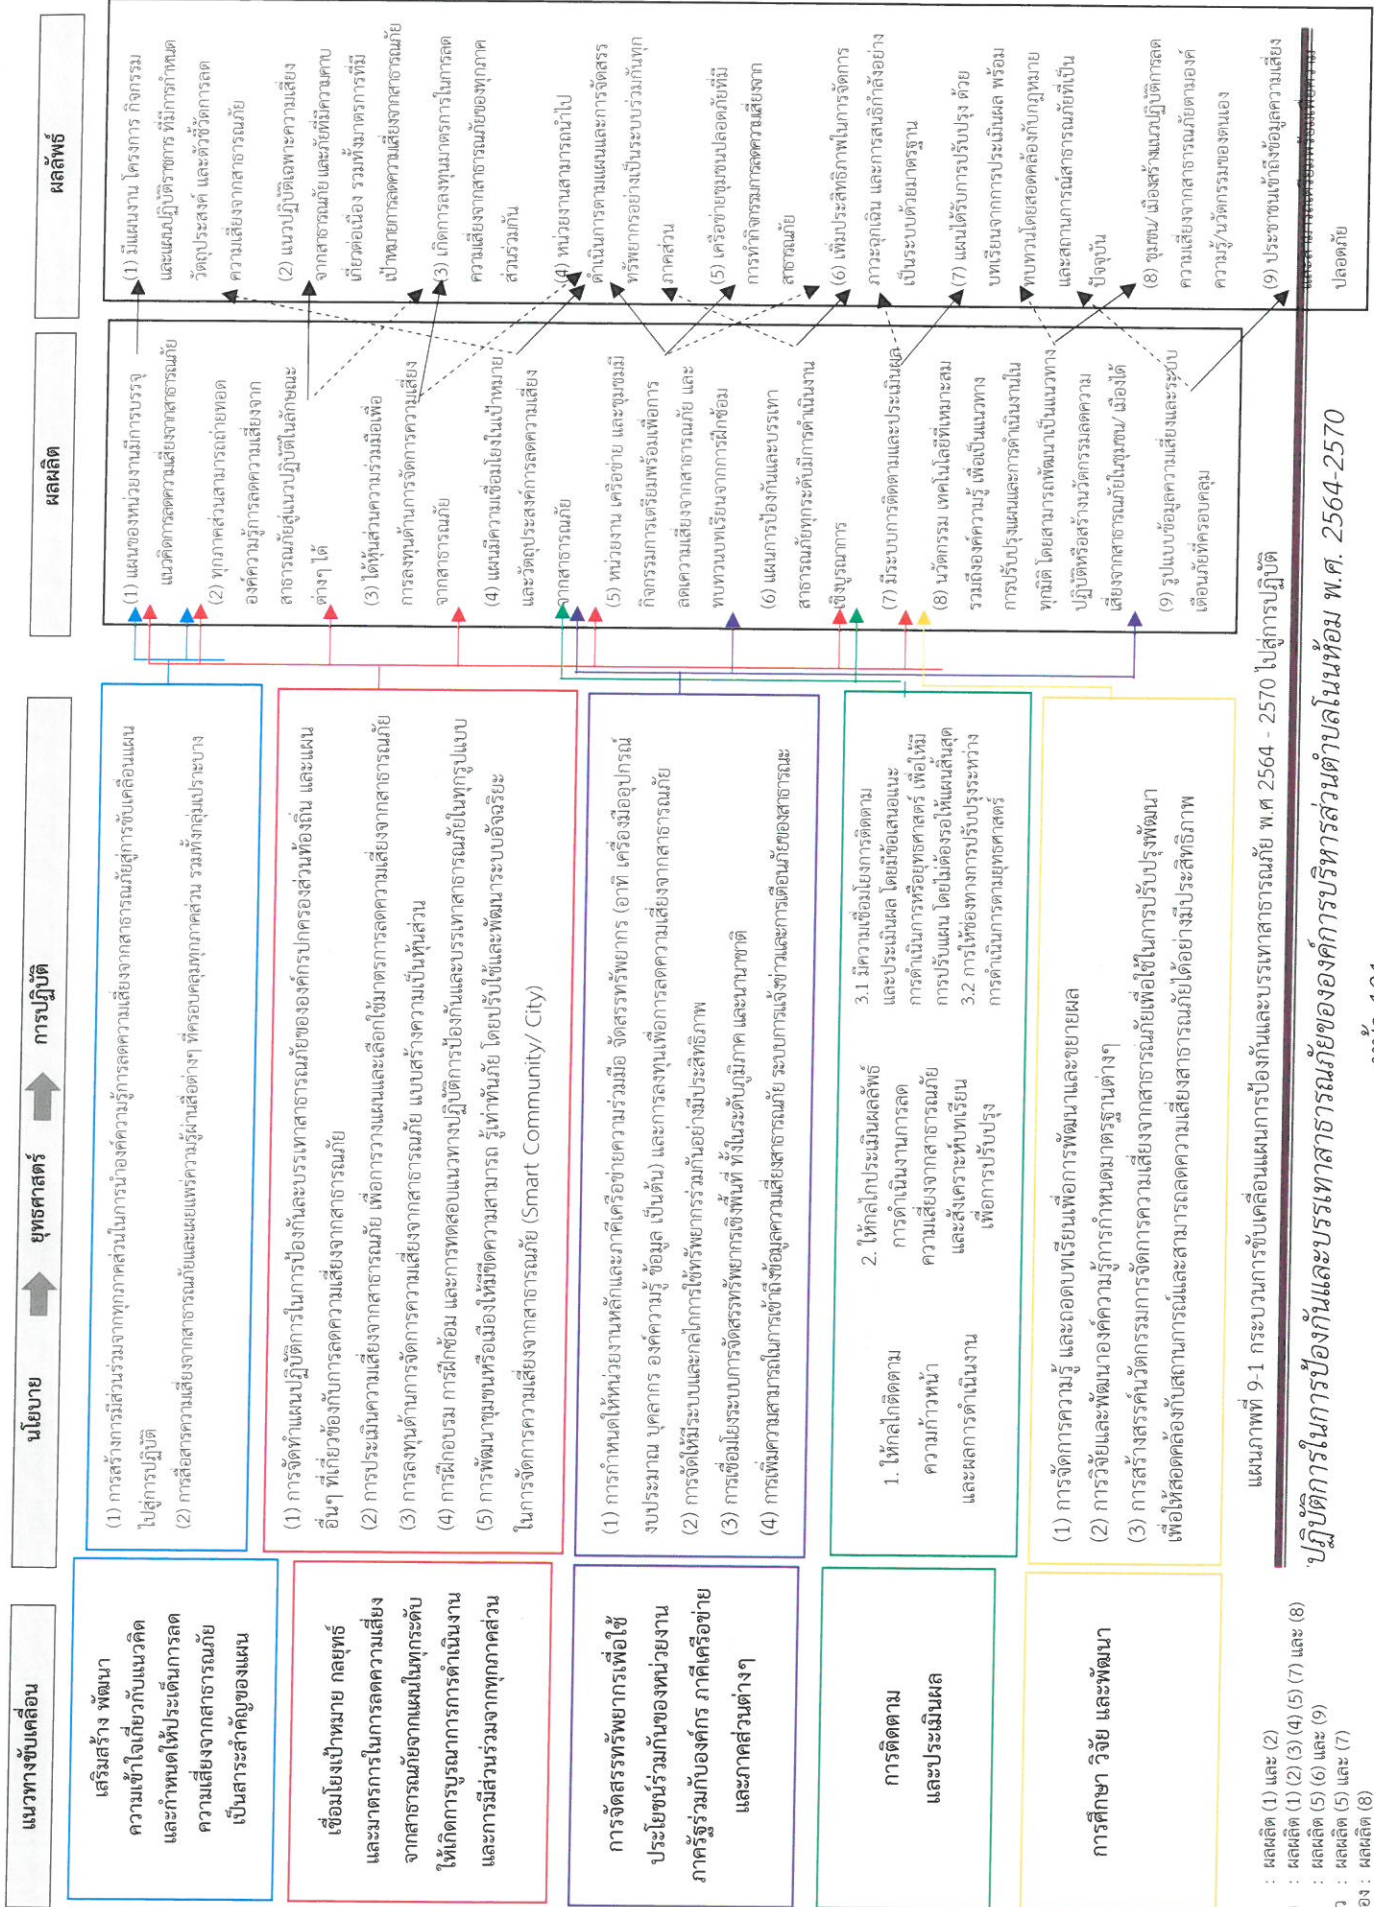 แนวทางขับเคลื่อน
นโยบาย
ยุทธศาสตร์
การปฏิบัติ
ผลผลิต
ผลลัพธ์
เสริมสร้าง พัฒนา
ความเข้าใจเกี่ยวกับแนวคิด
และกำหนดให้ประเด็นการลด
ความเสี่ยงจากสาธารณภัย
เป็นสาระสำคัญของแผน
(1) การสร้างการมีส่วนร่วมจากทุกภาคส่วนในการนำองค์ความรู้การลดความเสี่ยงจากสาธารณภัยสู่การขับเคลื่อนแผน
ไปสู่การปฏิบัติ
(2) การสื่อสารความเสี่ยงจากสาธารณภัยและเผยแพร่ความรู้ผ่านสื่อต่างๆ ที่ครอบคลุมทุกภาคส่วน รวมทั้งกลุ่มเปราะบาง
เชื่อมโยงเป้าหมาย กลยุทธ์
และมาตรการในการลดความเสี่ยง
จากสาธารณภัยจากแผนในทุกระดับ
ให้เกิดการบูรณาการการดำเนินงาน
และการมีส่วนร่วมจากทุกภาคส่วน
(1) การจัดทำแผนปฏิบัติการในการป้องกันละบรรเทาสาธารณภัยขององค์กรปกครองส่วนท้องถิ่น และแผน
อื่นๆ ที่เกี่ยวข้องกับการลดความเสี่ยงจากสาธารณภัย
(2) การประเมินความเสี่ยงจากสาธารณภัย เพื่อการวางแผนและเลือกใช้มาตรการลดความเสี่ยงจากสาธารณภัย
(3) การลงทุนด้านการจัดการความเสี่ยงจากสาธารณภัย แบบสร้างความเป็นหุ้นส่วน
(4) การฝึกอบรม การฝึกซ้อม และการทดสอบแนวทางปฏิบัติการป้องกันและบรรเทาสาธารณภัยในทุกรูปแบบ
(5) การพัฒนาชุมชนหรือเมืองให้มีขีดความสามารถ รู้เท่าทันภัย โดยปรับใช้และพัฒนาระบบอัจฉริยะ
ในการจัดการความเสี่ยงจากสาธารณภัย (Smart Community/ City)
การจัดสรรทรัพยากรเพื่อใช้
ประโยชน์ร่วมกันของหน่วยงาน
ภาครัฐร่วมกับองค์กร ภาคีเครือข่าย
และภาคส่วนต่างๆ
(1) การกำหนดให้หน่วยงานหลักและภาคีเครือข่ายความร่วมมือ จัดสรรทรัพยากร (อาทิ เครื่องมืออุปกรณ์
งบประมาณ บุคลากร องค์ความรู้ ข้อมูล เป็นต้น) และการลงทุนเพื่อการลดความเสี่ยงจากสาธารณภัย
(2) การจัดให้มีระบบและกลไกการใช้ทรัพยากรร่วมกันอย่างมีประสิทธิภาพ
(3) การเชื่อมโยงระบบการจัดสรรทรัพยากรเชิงพื้นที่ ทั้งในระดับภูมิภาค และนานาชาติ
(4) การเพิ่มความสามารถในการเข้าถึงข้อมูลความเสี่ยงสาธารณภัย ระบบการแจ้งข่าวและการเตือนภัยของสาธารณะ
การติดตาม
และประเมินผล
1. ให้กลไกติดตาม
ความก้าวหน้า
และผลการดำเนินงาน
2. ให้กลไกประเมินผลลัพธ์
การดำเนินงานการลด
ความเสี่ยงจากสาธารณภัย
และสังเคราะห์บทเรียน
เพื่อการปรับปรุง
3.1 มีความเชื่อมโยงการติดตาม
และประเมินผล โดยมีข้อเสนอแนะ
การดำเนินการหรือยุทธศาสตร์ เพื่อให้มี
การปรับแผน โดยไม่ต้องรอให้แผนสิ้นสุด
3.2 การให้ช่องทางการปรับปรุงระหว่าง
การดำเนินการตามยุทธศาสตร์
การศึกษา วิจัย และพัฒนา
(1) การจัดการความรู้ และถอดบทเรียนเพื่อการพัฒนาและขยายผล
(2) การวิจัยและพัฒนาองค์ความรู้การกำหนดมาตรฐานต่างๆ
(3) การสร้างสรรค์นวัตกรรมการจัดการความเสี่ยงจากสาธารณภัยเพื่อใช้ในการปรับปรุงพัฒนา
เพื่อให้สอดคล้องกับสถานการณ์และสามารถลดความเสี่ยงสาธารณภัยได้อย่างมีประสิทธิภาพ
(1) แผนของหน่วยงานมีการบรรจุ
แนวคิดการลดความเสี่ยงจากสาธารณภัย
(2) ทุกภาคส่วนสามารถถ่ายทอด
องค์ความรู้การลดความเสี่ยงจาก
สาธารณภัยสู่แนวปฏิบัติในลักษณะ
ต่างๆ ได้
(3) ได้หุ้นส่วนความร่วมมือเพื่อ
การลงทุนด้านการจัดการความเสี่ยง
จากสาธารณภัย
(4) แผนมีความเชื่อมโยงในเป้าหมาย
และวัตถุประสงค์การลดความเสี่ยง
จากสาธารณภัย
(5) หน่วยงาน เครือข่าย และชุมชนมี
กิจกรรมการเตรียมพร้อมเพื่อการ
ลดความเสี่ยงจากสาธารณภัย และ
ทบทวนบทเรียนจากการฝึกซ้อม
(6) แผนการป้องกันและบรรเทา
สาธารณภัยทุกระดับมีการดำเนินงาน
เชิงบูรณาการ
(7) มีระบบการติดตามและประเมินผล
(8) นวัตกรรม เทคโนโลยีที่เหมาะสม
รวมถึงองค์ความรู้ เพื่อเป็นแนวทาง
การปรับปรุงแผนและการดำเนินงานใน
ทุกมิติ โดยสามารถพัฒนาเป็นแนวทาง
ปฏิบัติหรือสร้างนวัตกรรมลดความ
เสี่ยงจากสาธารณภัยในชุมชน/ เมืองได้
(9) รูปแบบข้อมูลความเสี่ยงและระบบ
เตือนภัยที่ครอบคลุม
(1) มีแผนงาน โครงการ กิจกรรม
และแผนปฏิบัติราชการ ที่มีการกำหนด
วัตถุประสงค์ และตัวชี้วัดการลด
ความเสี่ยงจากสาธารณภัย
(2) แนวปฏิบัติเฉพาะความเสี่ยง
จากสาธารณภัย และภัยที่มีความคาบ
เกี่ยวต่อเนื่อง รวมทั้งมาตรการที่มี
เป้าหมายการลดความเสี่ยงจากสาธารณภัย
(3) เกิดการลงทุนมาตรการในการลด
ความเสี่ยงจากสาธารณภัยของทุกภาค
ส่วนร่วมกัน
(4) หน่วยงานสามารถนำไป
ดำเนินการตามแผนและการจัดสรร
ทรัพยากรอย่างเป็นระบบร่วมกันทุก
ภาคส่วน
(5) เครือข่ายชุมชนปลอดภัยที่มี
การทำกิจกรรมการลดความเสี่ยงจาก
สาธารณภัย
(6) เพิ่มประสิทธิภาพในการจัดการ
ภาวะฉุกเฉิน และการสนธิกำลังอย่าง
เป็นระบบด้วยมาตรฐาน
(7) แผนได้รับการปรับปรุง ด้วย
บทเรียนจากการประเมินผล พร้อม
ทบทวนโดยสอดคล้องกับกฎหมาย
และสถานการณ์สาธารณภัยที่เป็น
ปัจจุบัน
(8) ชุมชน/ เมืองสร้างแนวปฏิบัติการลด
ความเสี่ยงจากสาธารณภัยตามองค์
ความรู้/นวัตกรรมของตนเอง
(9) ประชาชนเข้าถึงข้อมูลความเสี่ยง
และสามารถเตรียมพร้อมเพื่อความ
ปลอดภัย
แผนภาพที่ 9-1 กระบวนการขับเคลื่อนแผนการป้องกันและบรรเทาสาธารณภัย พ.ศ 2564 - 2570 ไปสู่การปฏิบัติ
: ผลผลิต (1) และ (2)
: ผลผลิต (1) (2) (3) (4) (5) (7) และ (8)
: ผลผลิต (5) (6) และ (9)
ว : ผลผลิต (5) และ (7)
อง : ผลผลิต (8)
ปฏิบัติการในการป้องกันและบรรเทาสาธารณภัยขององค์การบริหารส่วนตำบลโนนห้อม พ.ศ. 2564-2570